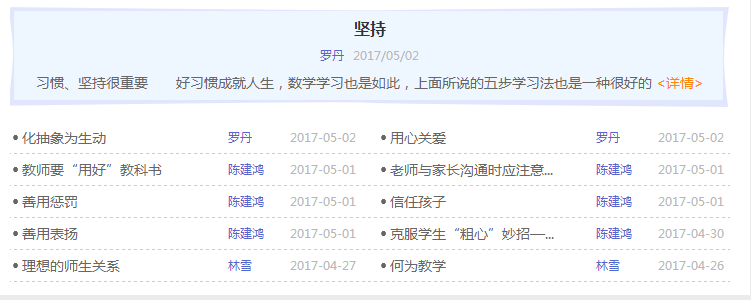 坚持
罗丹 2017/05/02
习惯、坚持很重要 好习惯成就人生，数学学习也是如此，上面所说的五步学习法也是一种很好的 <详情>
• 化抽象为生动 罗丹 2017-05-02 • 用心关爱 罗丹 2017-05-02
• 教师要“用好”教科书 陈建鸿 2017-05-01 • 老师与家长沟通时应注意... 陈建鸿 2017-05-01
• 善用惩罚 陈建鸿 2017-05-01 • 信任孩子 陈建鸿 2017-05-01
• 善用表扬 陈建鸿 2017-05-01 • 克服学生“粗心”妙招—... 陈建鸿 2017-04-30
• 理想的师生关系 林雪 2017-04-27 • 何为教学 林雪 2017-04-26